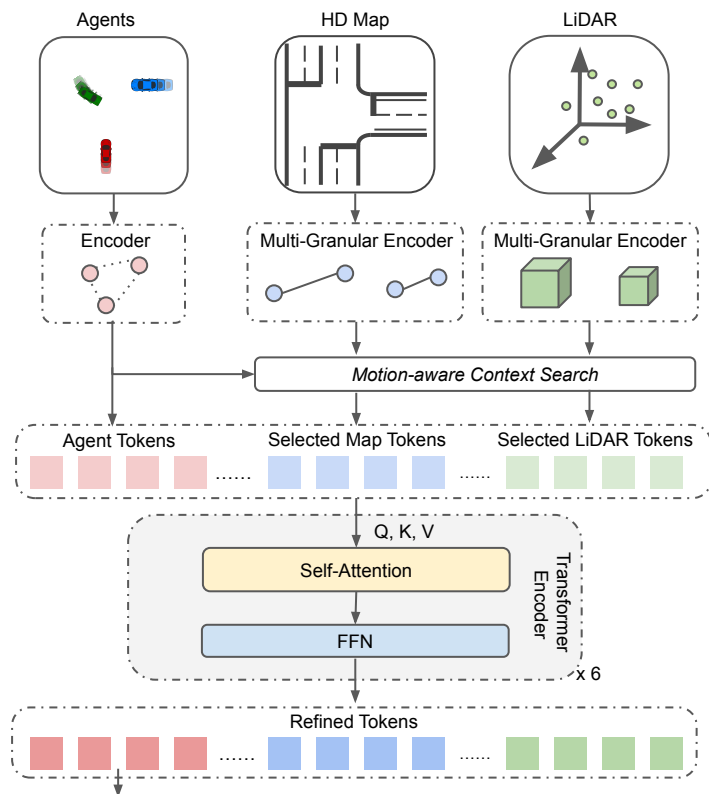 Agents
HD Map
LiDAR
Encoder
Multi-Granular Encoder
Multi-Granular Encoder
Motion-aware Context Search
Agent Tokens
Selected Map Tokens
Selected LiDAR Tokens
......
......
Q, K, V
Self-Attention
FFN
Transformer
Encoder
x 6
Refined Tokens
......
......